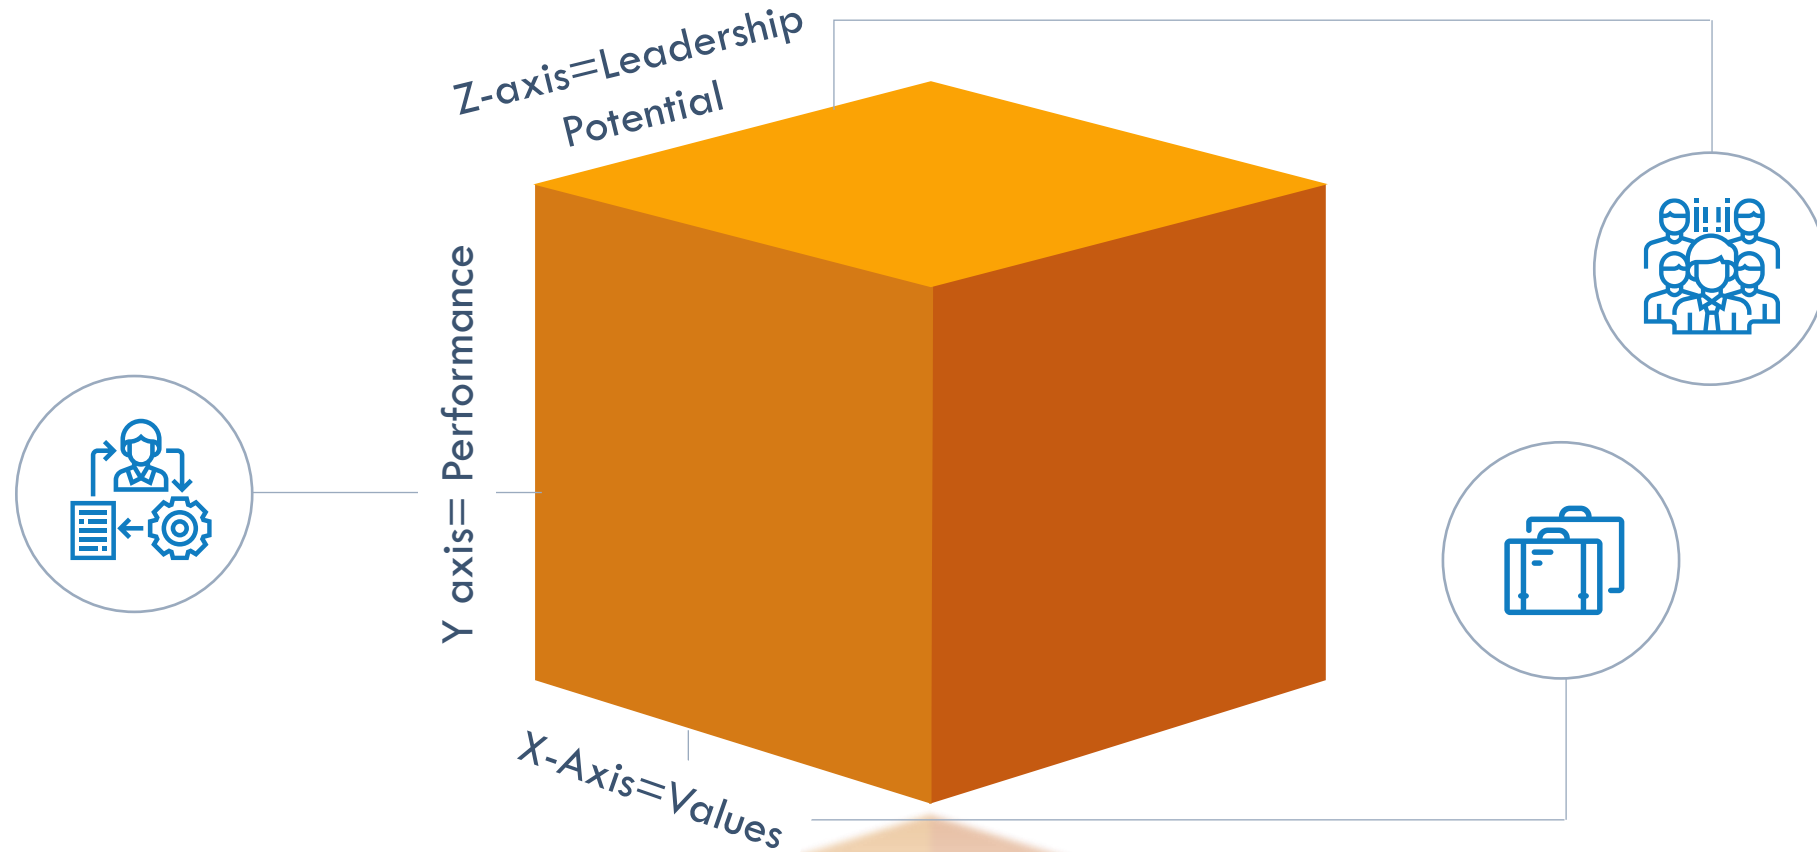 Z-axis=Leadership
Potential
Y axis= Performance
X-Axis=Values